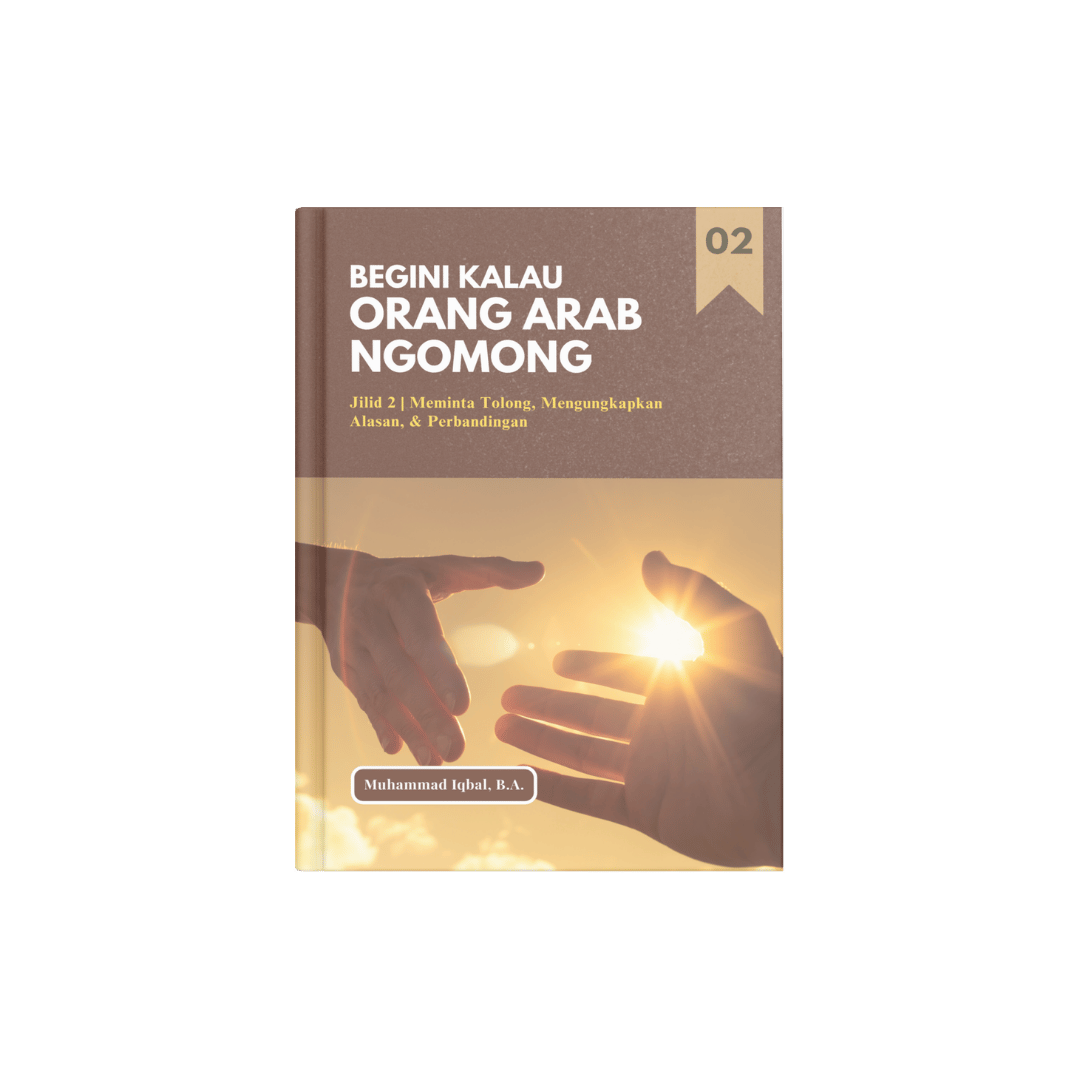 02
BEGINI KALAU
ORANG ARAB
NGOMONG
Jilid 2 | Meminta Tolong, Mengungkapkan
Alasan, & Perbandingan
Muhammad Iqbal, B.A.